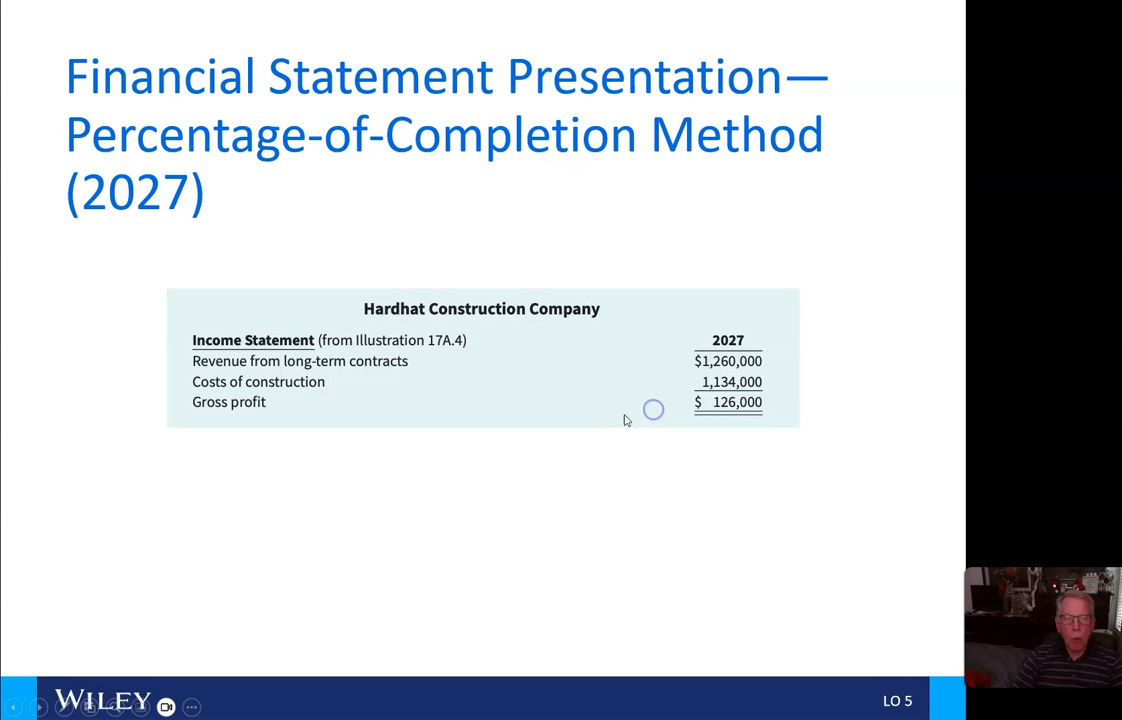 Financial Statement Presentation—
Percentage-of-Completion Method
(2027)
Hardhat Construction Company
Income Statement (from Illustration 17A.4) 2027
Revenue from long-term contracts $1,260,000
Costs of construction 1,134,000
Gross profit $ 126,000
WILEY LO 5